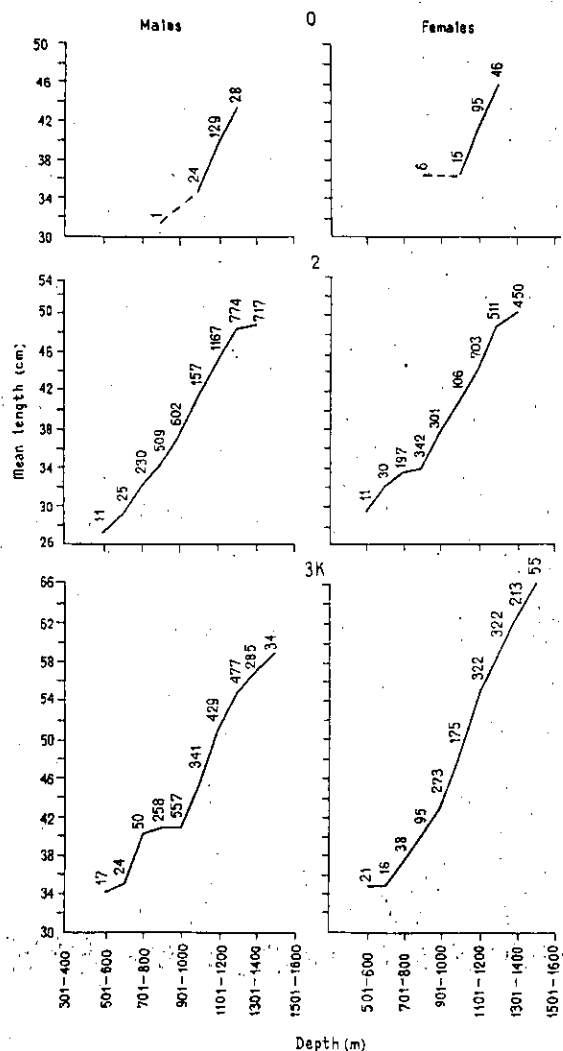 Males 0 Females
50
46
42
38
34
30
1 24 129 28
6 15 95 46
2
54
50
46
42
38
34
30
26
11 25 230 509 602 157 1167 774 717
11 30 197 342 301 106 703 511 450
Mean length (cm)
3K
66
62
58
54
50
46
42
38
34
30
17 24 50 258 557 341 429 477 285 34
21 16 38 95 273 175 322 322 213 55
301-400 501-600 701-800 901-1000 1101-1200 1301-1400 1501-1600
501-600 701-800 901-1000 1101-1200 1301-1400 1501-1600
Depth (m)